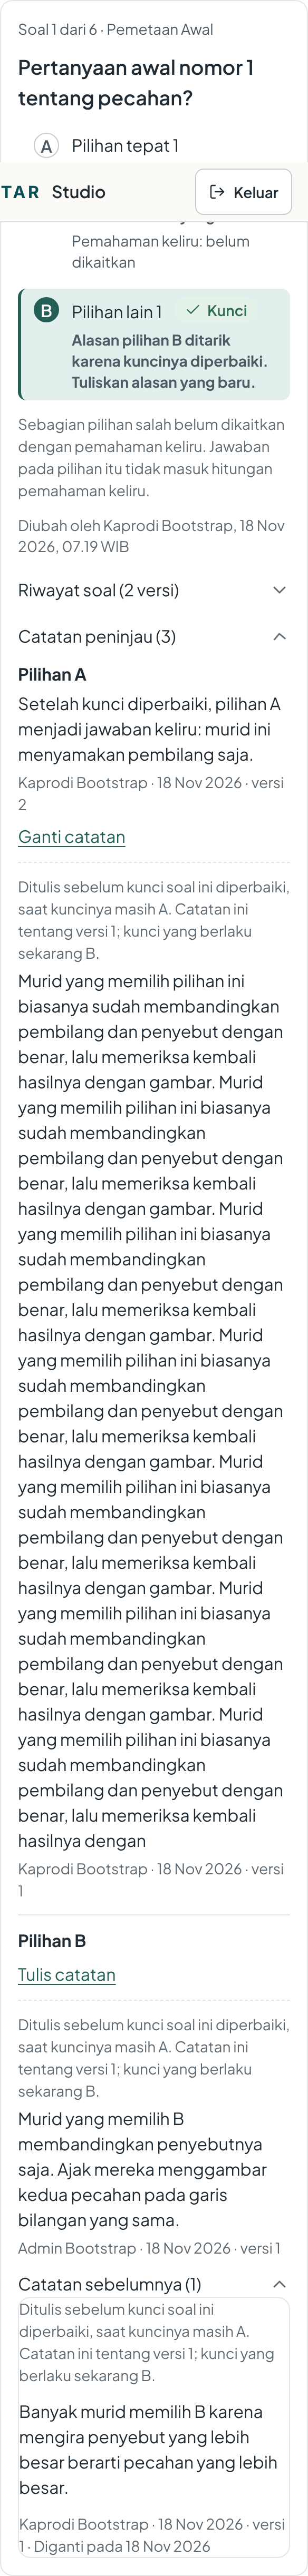 Soal 1 dari 6 · Pemetaan Awal
Pertanyaan awal nomor 1
tentang pecahan?
A Pilihan tepat 1
TAR Studio
Keluar
Pemahaman keliru: belum
dikaitkan
B Pilihan lain 1 Kunci
Alasan pilihan B ditarik
karena kuncinya diperbaiki.
Tuliskan alasan yang baru.
Sebagian pilihan salah belum dikaitkan
dengan pemahaman keliru. Jawaban
pada pilihan itu tidak masuk hitungan
pemahaman keliru.
Diubah oleh Kaprodi Bootstrap, 18 Nov
2026, 07.19 WIB
Riwayat soal (2 versi)
Catatan peninjau (3)
Pilihan A
Setelah kunci diperbaiki, pilihan A
menjadi jawaban keliru: murid ini
menyamakan pembilang saja.
Kaprodi Bootstrap · 18 Nov 2026 · versi
2
Ganti catatan
Ditulis sebelum kunci soal ini diperbaiki,
saat kuncinya masih A. Catatan ini
tentang versi 1; kunci yang berlaku
sekarang B.
Murid yang memilih pilihan ini
biasanya sudah membandingkan
pembilang dan penyebut dengan
benar, lalu memeriksa kembali
hasilnya dengan gambar. Murid
yang memilih pilihan ini biasanya
sudah membandingkan
pembilang dan penyebut dengan
benar, lalu memeriksa kembali
hasilnya dengan gambar. Murid
yang memilih pilihan ini biasanya
sudah membandingkan
pembilang dan penyebut dengan
benar, lalu memeriksa kembali
hasilnya dengan gambar. Murid
yang memilih pilihan ini biasanya
sudah membandingkan
pembilang dan penyebut dengan
benar, lalu memeriksa kembali
hasilnya dengan gambar. Murid
yang memilih pilihan ini biasanya
sudah membandingkan
pembilang dan penyebut dengan
benar, lalu memeriksa kembali
hasilnya dengan gambar. Murid
yang memilih pilihan ini biasanya
sudah membandingkan
pembilang dan penyebut dengan
benar, lalu memeriksa kembali
hasilnya dengan gambar. Murid
yang memilih pilihan ini biasanya
sudah membandingkan
pembilang dan penyebut dengan
benar, lalu memeriksa kembali
hasilnya dengan
Kaprodi Bootstrap · 18 Nov 2026 · versi
1
Pilihan B
Tulis catatan
Ditulis sebelum kunci soal ini diperbaiki,
saat kuncinya masih A. Catatan ini
tentang versi 1; kunci yang berlaku
sekarang B.
Murid yang memilih B
membandingkan penyebutnya
saja. Ajak mereka menggambar
kedua pecahan pada garis
bilangan yang sama.
Admin Bootstrap · 18 Nov 2026 · versi 1
Catatan sebelumnya (1)
Ditulis sebelum kunci soal ini
diperbaiki, saat kuncinya masih A.
Catatan ini tentang versi 1; kunci yang
berlaku sekarang B.
Banyak murid memilih B karena
mengira penyebut yang lebih
besar berarti pecahan yang lebih
besar.
Kaprodi Bootstrap · 18 Nov 2026 · versi
1 · Diganti pada 18 Nov 2026